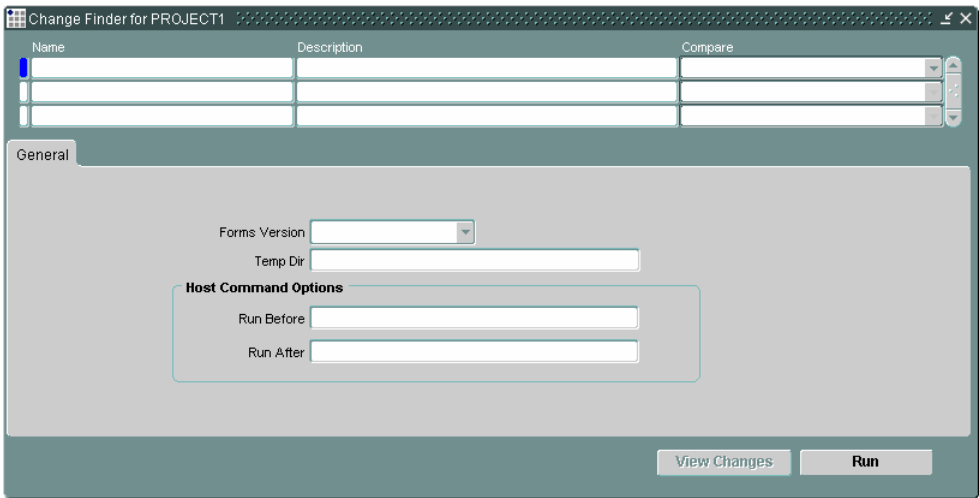 Change Finder for PROJECT1
Name Description Compare
General
Forms Version
Temp Dir
Host Command Options
Run Before
Run After
View Changes Run